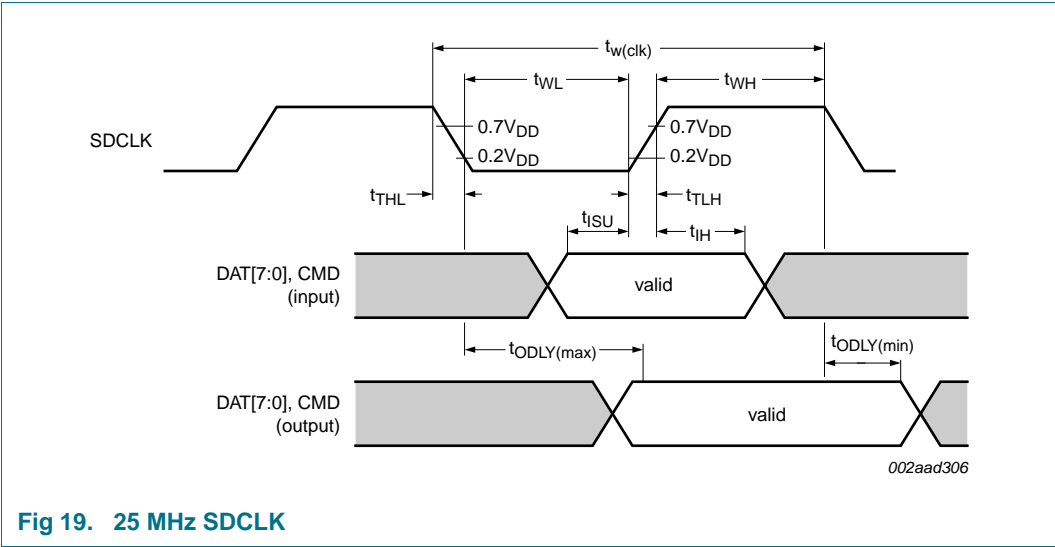 tw(clk)
tWL
tWH
SDCLK
0.7VDD
0.7VDD
0.2VDD
0.2VDD
tTHL
tTLH
tISU
tIH
DAT[7:0], CMD
(input)
valid
tODLY(max)
tODLY(min)
DAT[7:0], CMD
(output)
valid
002aad306
Fig 19. 25 MHz SDCLK